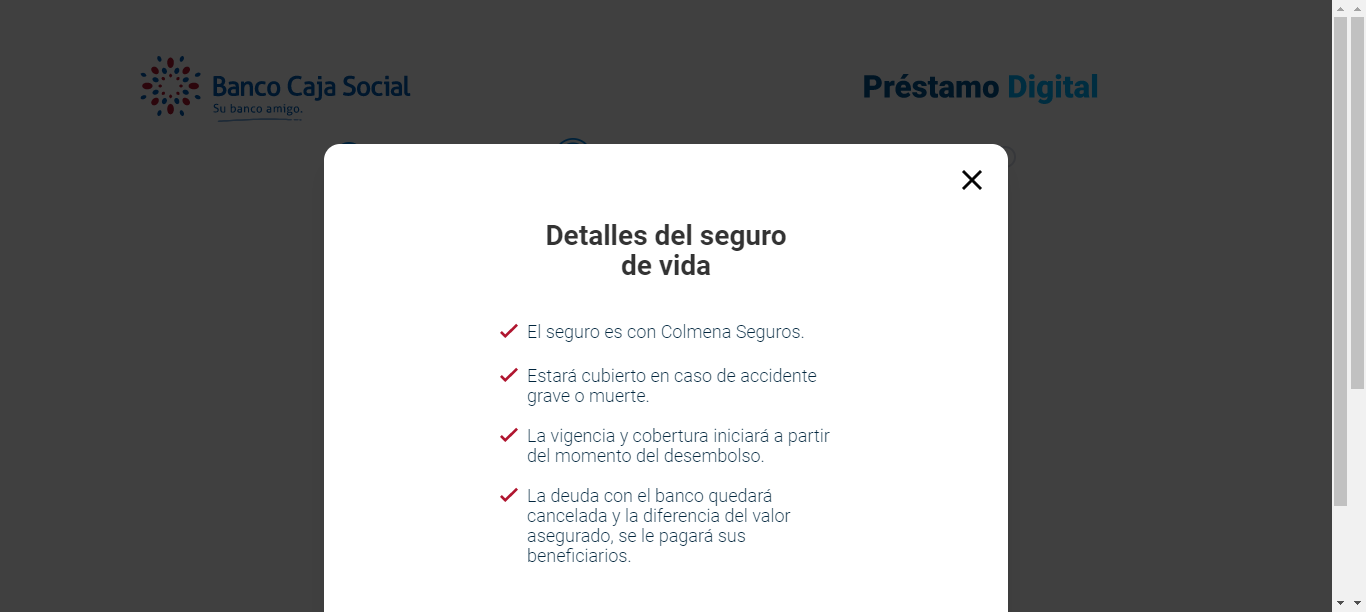 Banco Caja Social
Su banco amigo.
Préstamo Digital
Detalles del seguro
de vida
El seguro es con Colmena Seguros.
Estará cubierto en caso de accidente
grave o muerte.
La vigencia y cobertura iniciará a partir
del momento del desembolso.
La deuda con el banco quedará
cancelada y la diferencia del valor
asegurado, se le pagará sus
beneficiarios.